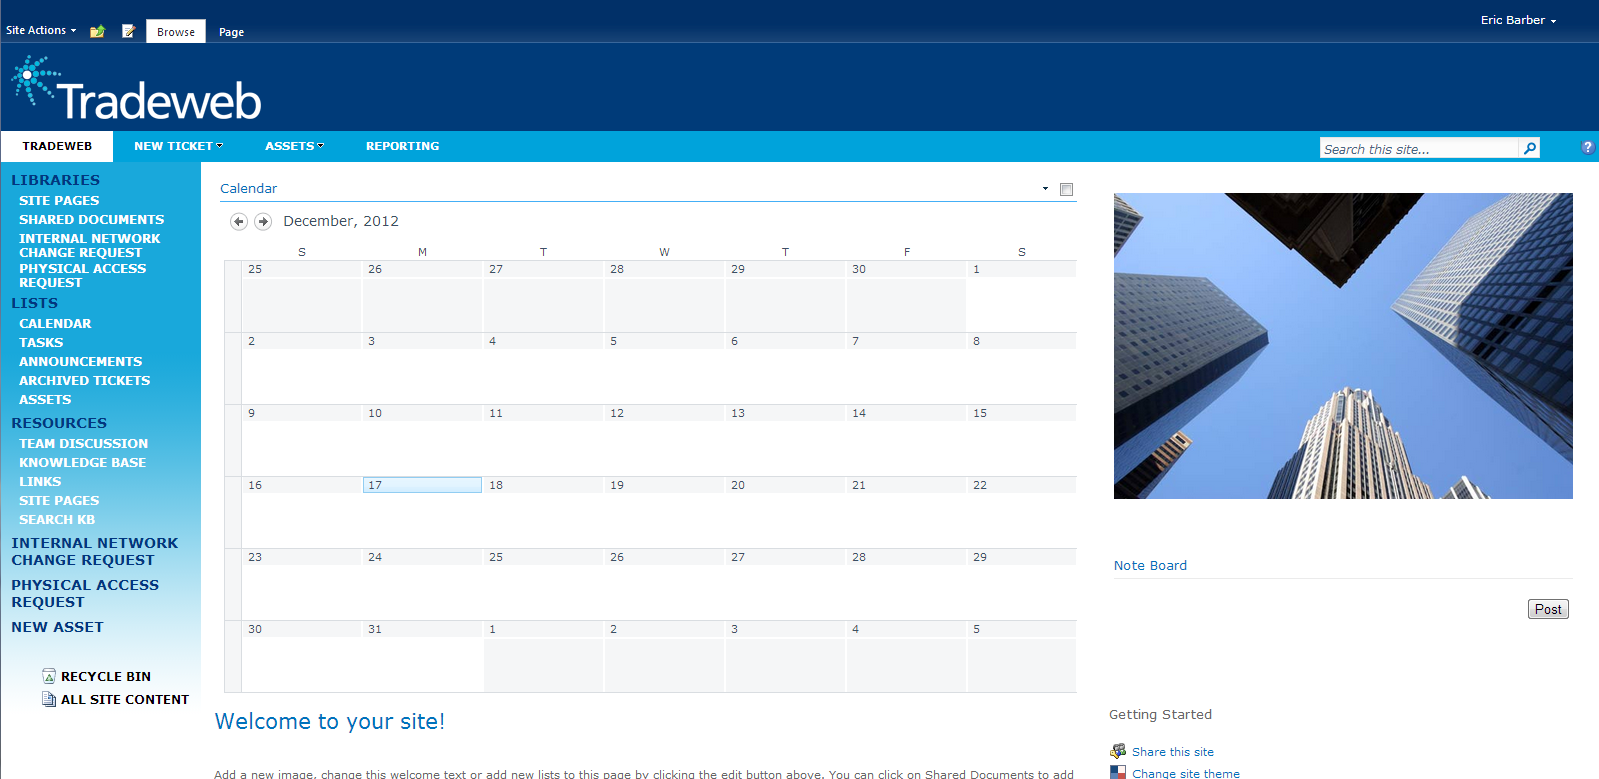 Site Actions
Browse
Page
Eric Barber
Tradeweb
TRADEWEB
NEW TICKET
ASSETS
REPORTING
Search this site...
?
LIBRARIES
SITE PAGES
SHARED DOCUMENTS
INTERNAL NETWORK
CHANGE REQUEST
PHYSICAL ACCESS
REQUEST
LISTS
CALENDAR
TASKS
ANNOUNCEMENTS
ARCHIVED TICKETS
ASSETS
RESOURCES
TEAM DISCUSSION
KNOWLEDGE BASE
LINKS
SITE PAGES
SEARCH KB
INTERNAL NETWORK
CHANGE REQUEST
PHYSICAL ACCESS
REQUEST
NEW ASSET
RECYCLE BIN
ALL SITE CONTENT
Calendar
December, 2012
S M T W T F S
25 26 27 28 29 30 1
2 3 4 5 6 7 8
9 10 11 12 13 14 15
16 17 18 19 20 21 22
23 24 25 26 27 28 29
30 31 1 2 3 4 5
Welcome to your site!
Add a new image, change this welcome text or add new lists to this page by clicking the edit button above. You can click on Shared Documents to add
Note Board
Post
Getting Started
Share this site
Change site theme